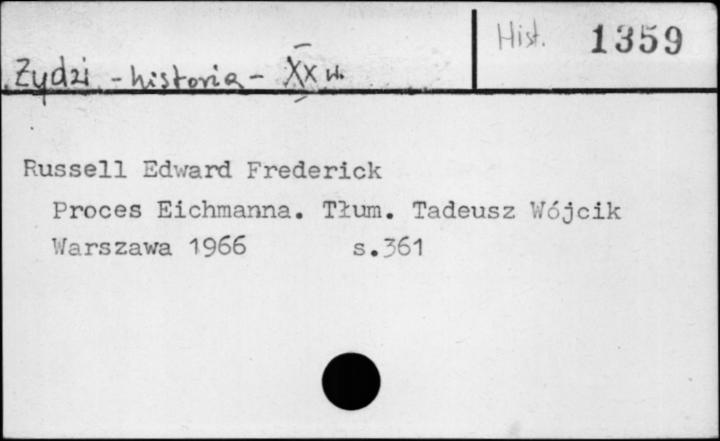 Hist. 1359
Żydzi - historia - XX w.
Russell Edward Frederick
Proces Eichmanna. Tłum. Tadeusz Wójcik
Warszawa 1966 s.361